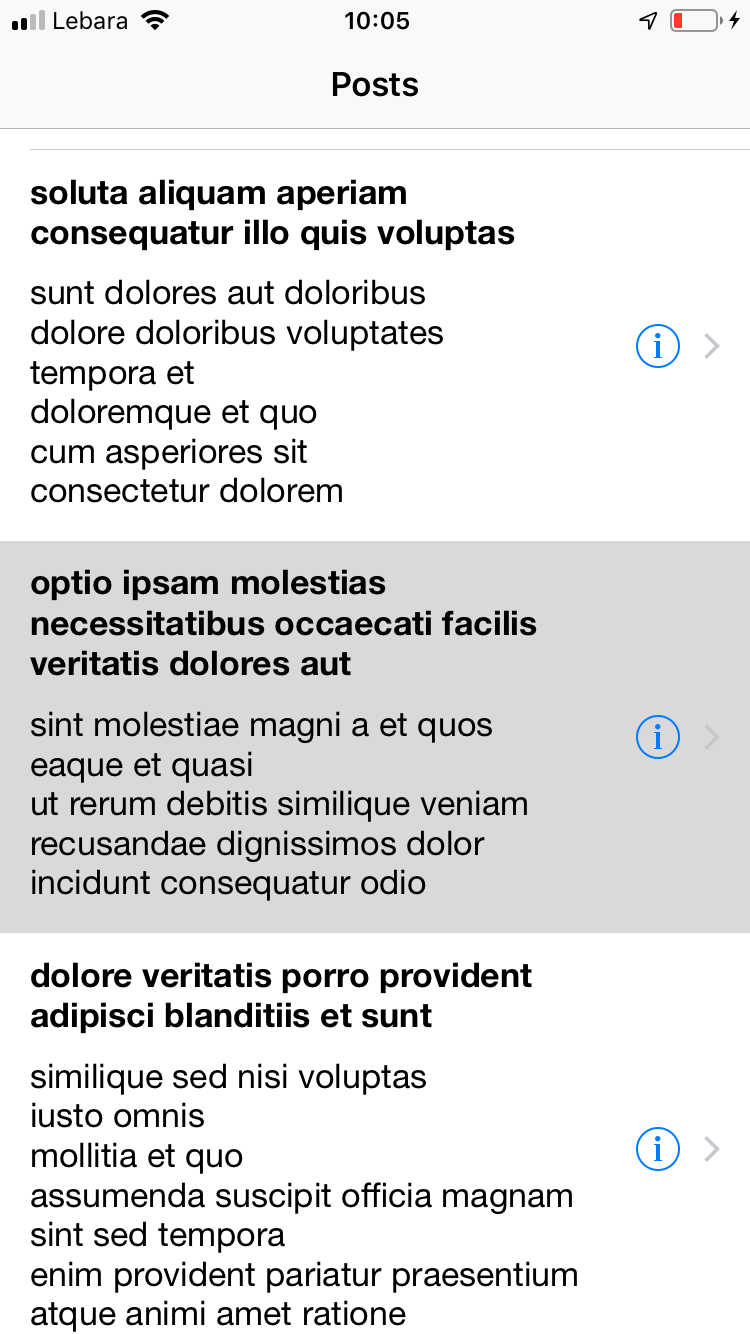 Lebara 10:05
Posts
soluta aliquam aperiam
consequatur illo quis voluptas
sunt dolores aut doloribus
dolore doloribus voluptates
tempora et
doloremque et quo
cum asperiores sit
consectetur dolorem
optio ipsam molestias
necessitatibus occaecati facilis
veritatis dolores aut
sint molestiae magni a et quos
eaque et quasi
ut rerum debitis similique veniam
recusandae dignissimos dolor
incidunt consequatur odio
dolore veritatis porro provident
adipisci blanditiis et sunt
similique sed nisi voluptas
iusto omnis
mollitia et quo
assumenda suscipit officia magnam
sint sed tempora
enim provident pariatur praesentium
atque animi amet ratione